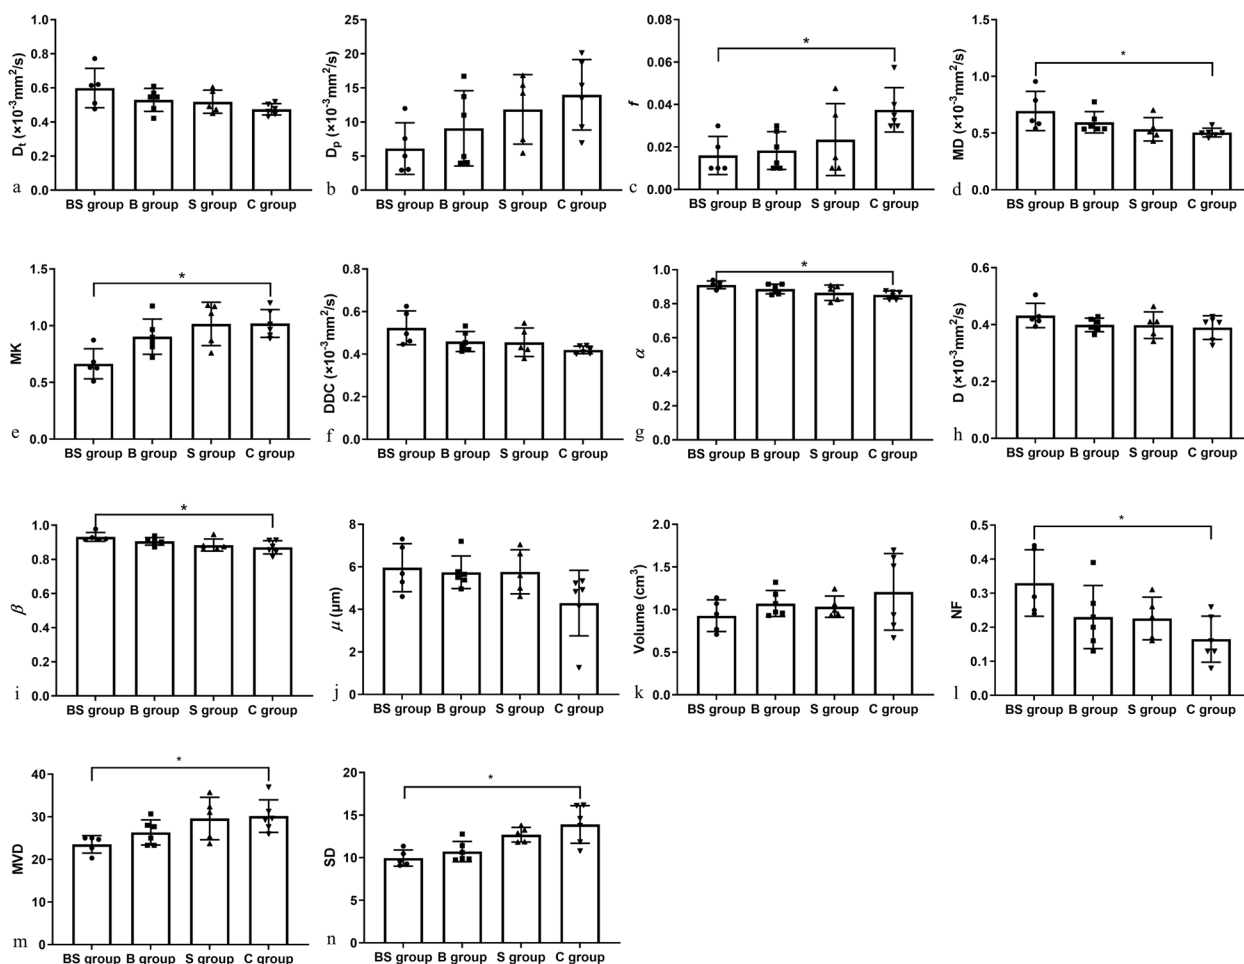 1.0
0.8
0.6
0.4
0.2
0.0
Dt (×10-3mm2/s)
BS group B group S group C group
a
25
20
15
10
5
0
Dp (×10-3mm2/s)
BS group B group S group C group
b
0.08
0.06
0.04
0.02
0.00
f
*
BS group B group S group C group
c
1.5
1.0
0.5
0.0
MD (×10-3mm2/s)
*
BS group B group S group C group
d
1.5
1.0
0.5
0.0
MK
*
BS group B group S group C group
e
0.8
0.6
0.4
0.2
0.0
DDC (×10-3mm2/s)
BS group B group S group C group
f
1.0
0.8
0.6
0.4
0.2
0.0
α
*
BS group B group S group C group
g
0.6
0.4
0.2
0.0
D (×10-3mm2/s)
BS group B group S group C group
h
1.0
0.8
0.6
0.4
0.2
0.0
β
*
BS group B group S group C group
i
8
6
4
2
0
μ (μm)
BS group B group S group C group
j
2.0
1.5
1.0
0.5
0.0
Volume (cm3)
BS group B group S group C group
k
0.5
0.4
0.3
0.2
0.1
0.0
NF
*
BS group B group S group C group
l
40
30
20
10
0
MVD
*
BS group B group S group C group
m
20
15
10
5
0
SD
*
BS group B group S group C group
n